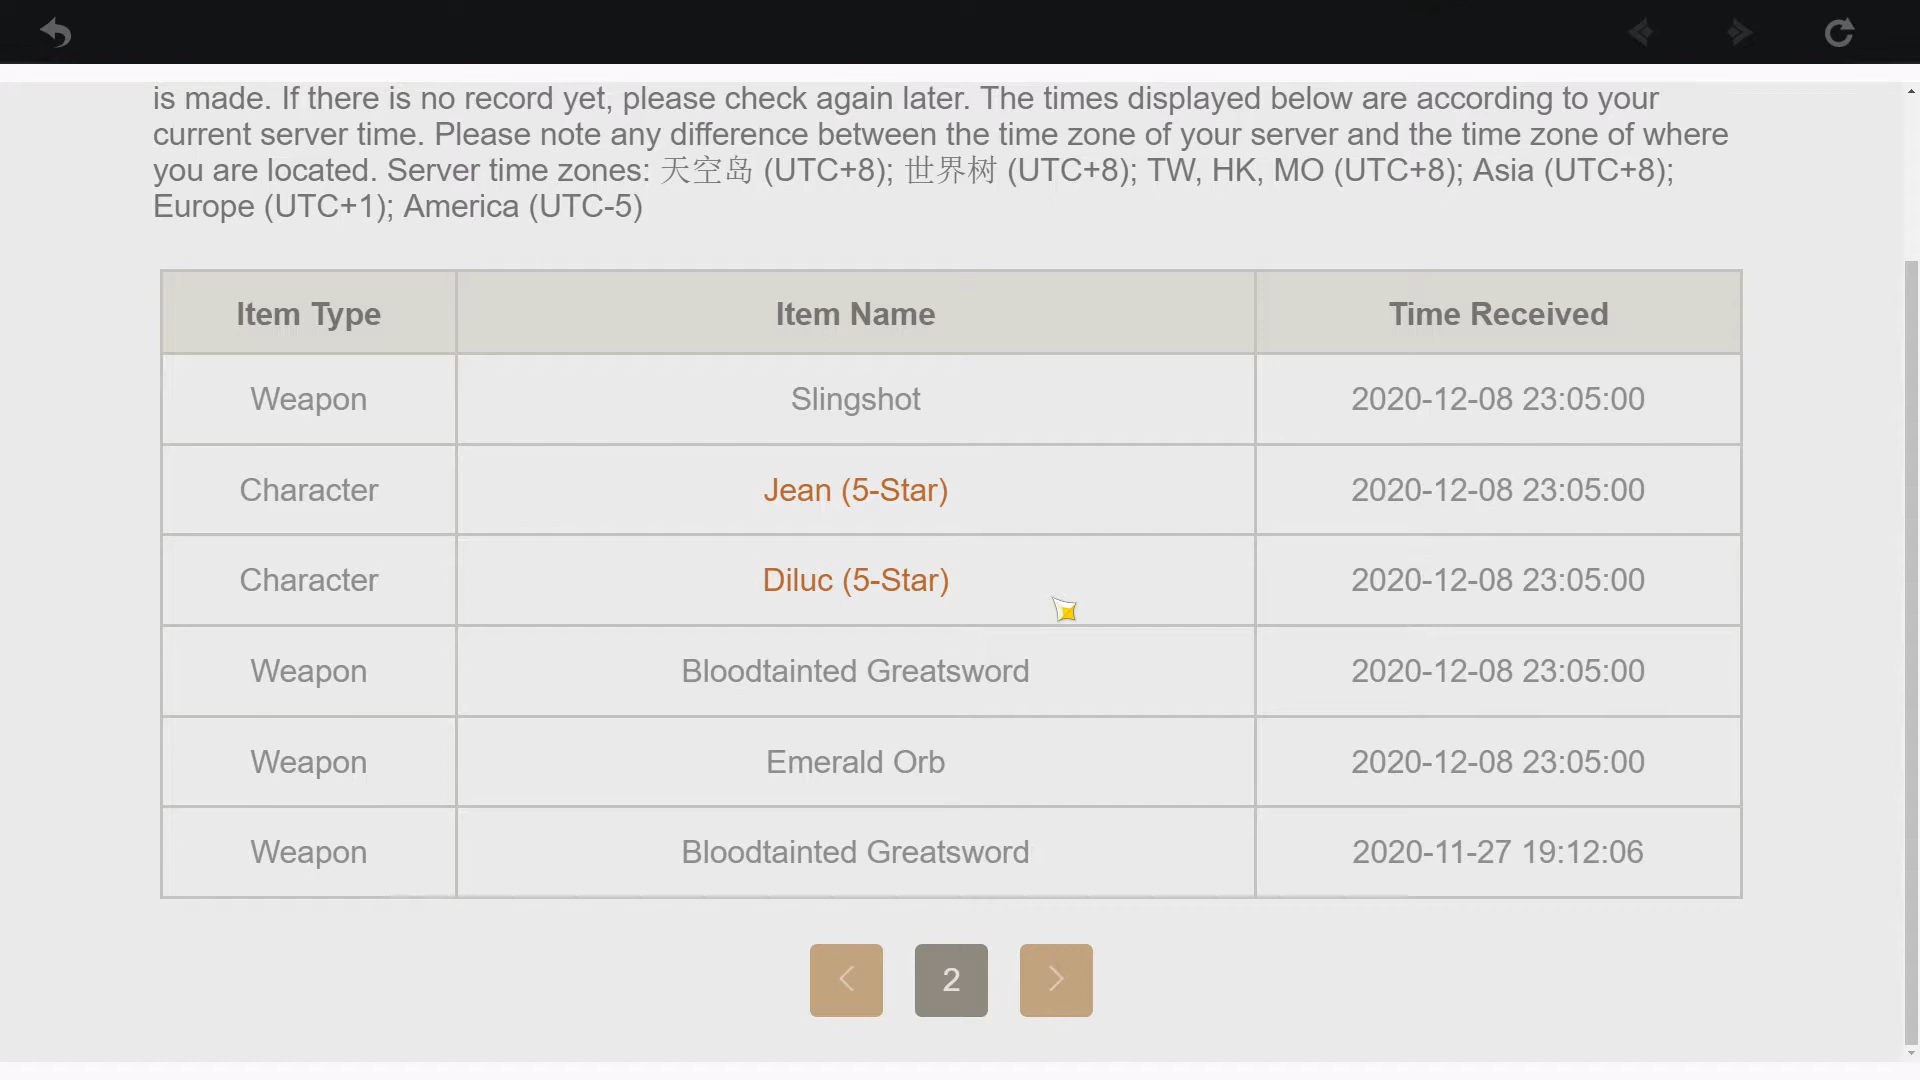 is made. If there is no record yet, please check again later. The times displayed below are according to your
current server time. Please note any difference between the time zone of your server and the time zone of where
you are located. Server time zones: 天空岛 (UTC+8); 世界树 (UTC+8); TW, HK, MO (UTC+8); Asia (UTC+8);
Europe (UTC+1); America (UTC-5)
Item Type Item Name Time Received
Weapon Slingshot 2020-12-08 23:05:00
Character Jean (5-Star) 2020-12-08 23:05:00
Character Diluc (5-Star) 2020-12-08 23:05:00
Weapon Bloodtainted Greatsword 2020-12-08 23:05:00
Weapon Emerald Orb 2020-12-08 23:05:00
Weapon Bloodtainted Greatsword 2020-11-27 19:12:06
2